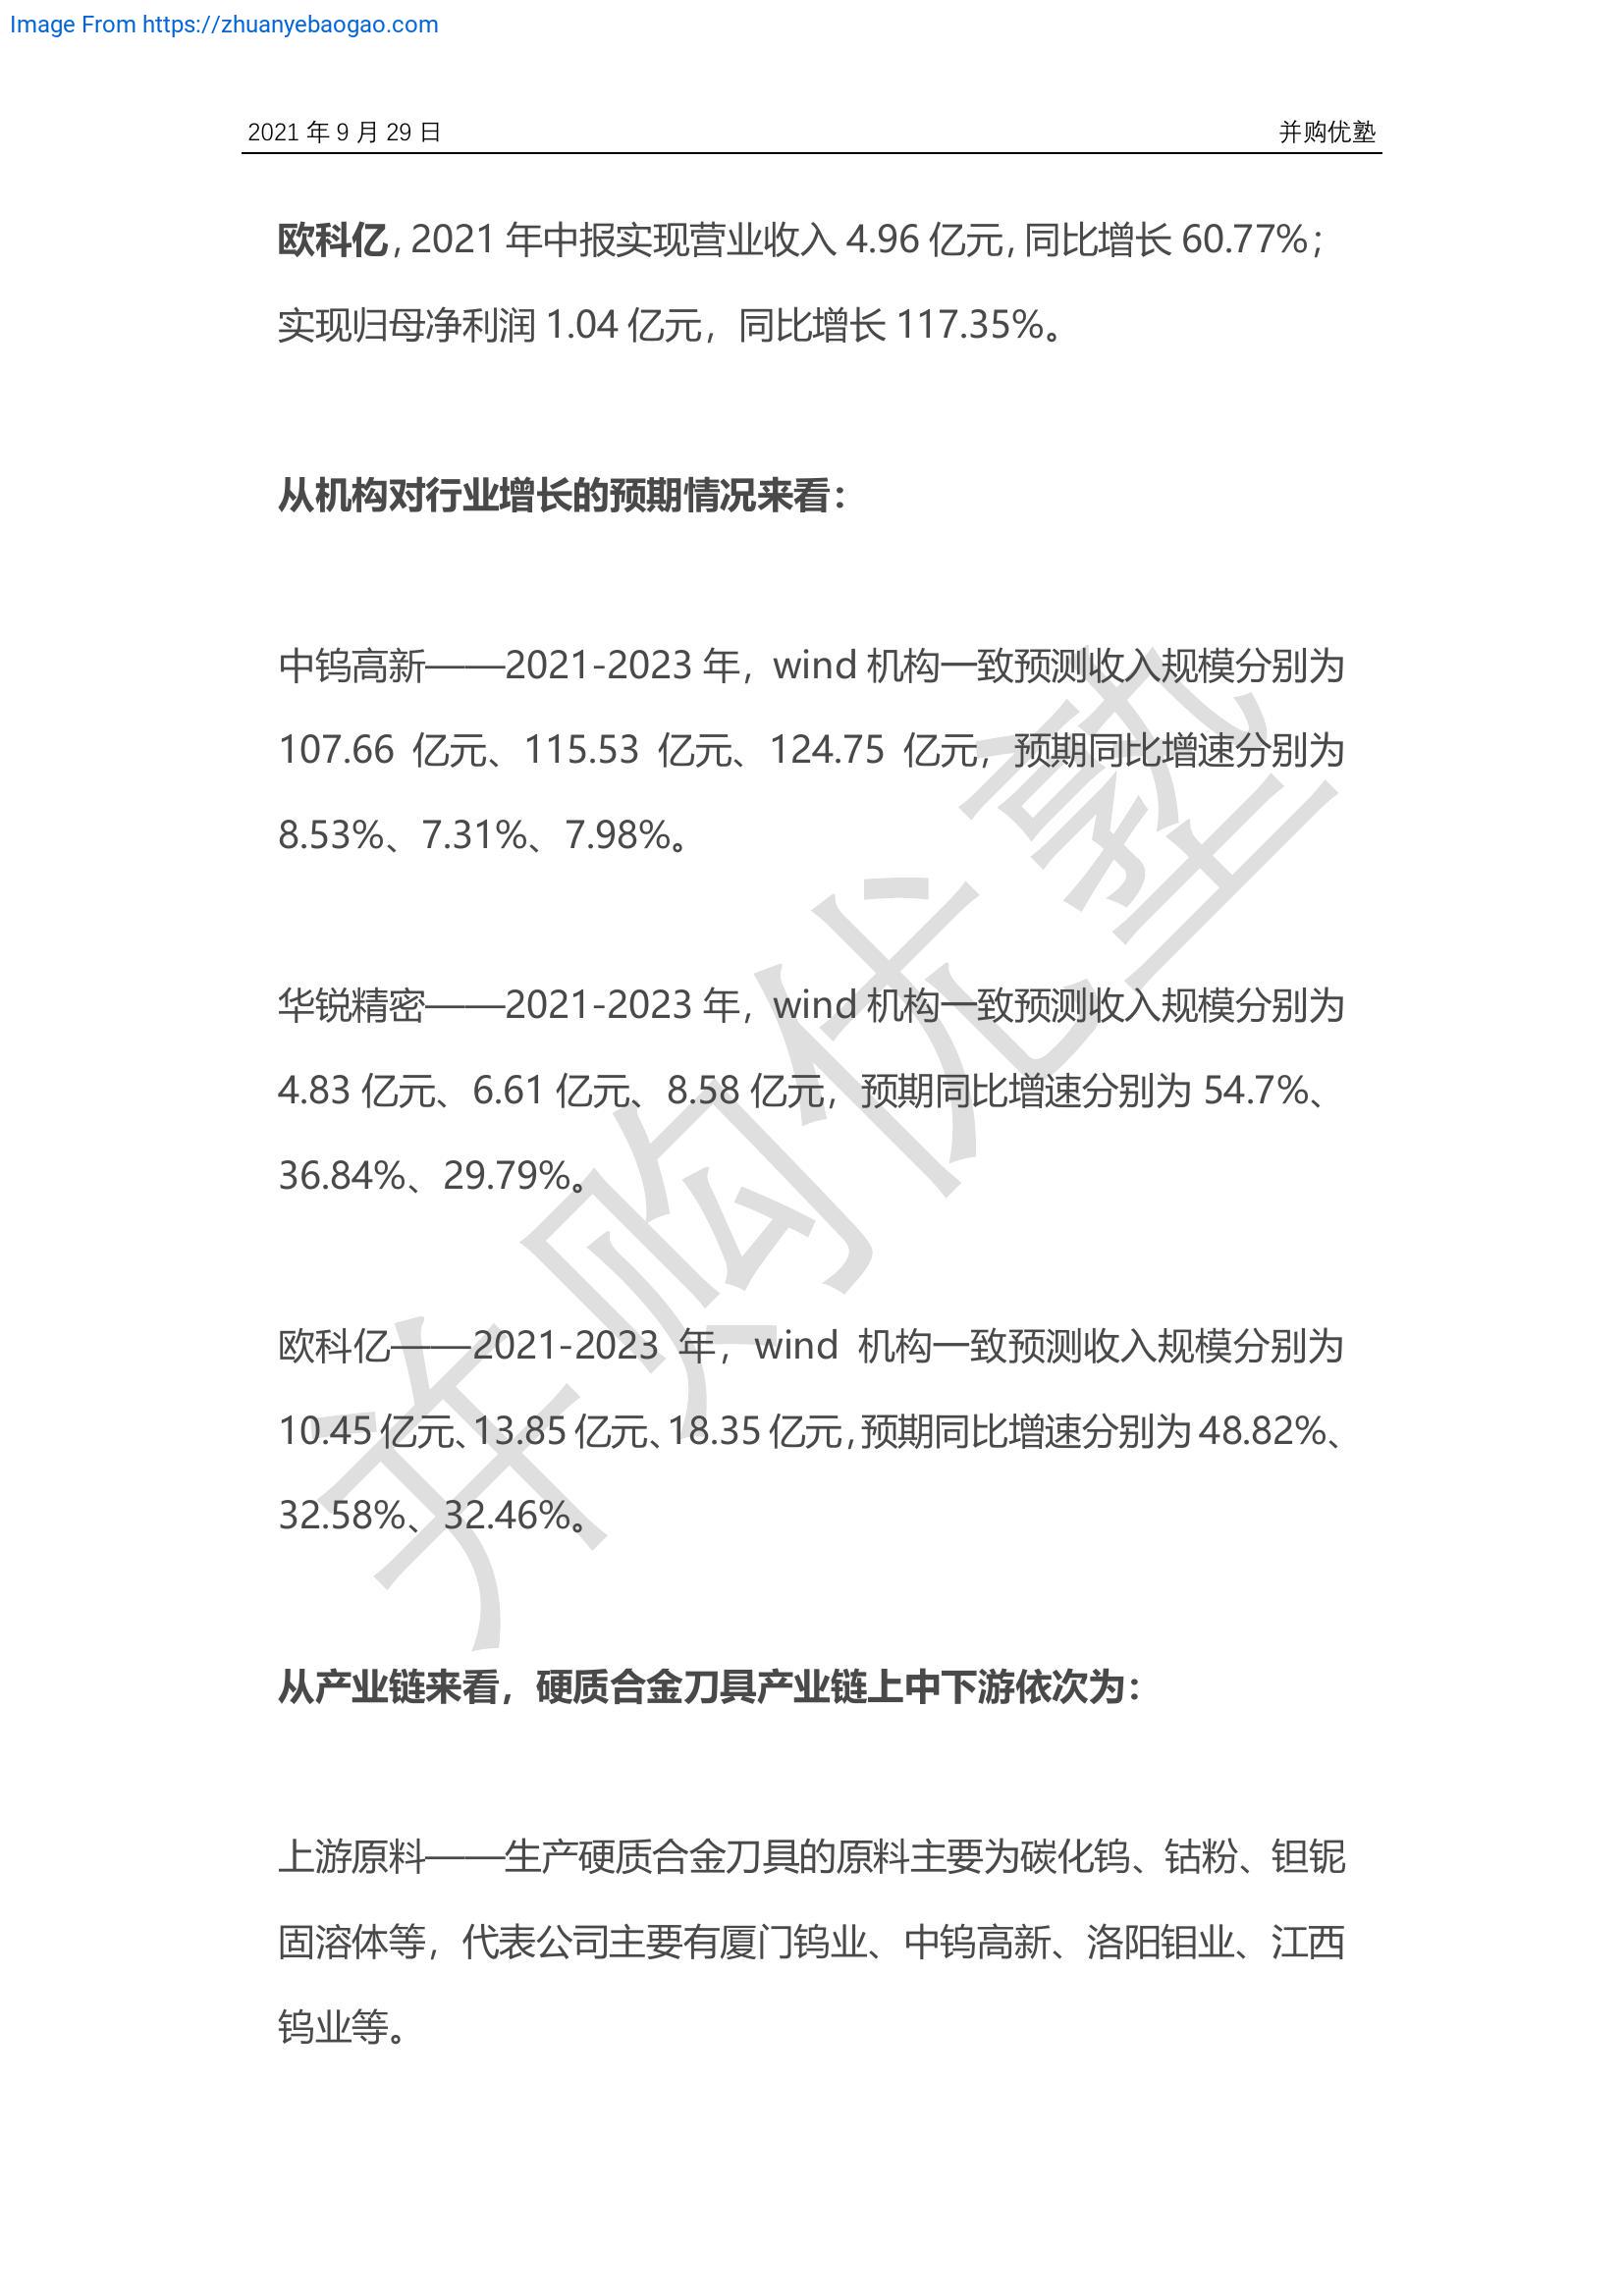 Image From https://zhuanyebaogao.com
2021 年 9 月 29 日 并购优塾
欧科亿，2021 年中报实现营业收入 4.96 亿元，同比增长 60.77%；
实现归母净利润 1.04 亿元，同比增长 117.35%。
从机构对行业增长的预期情况来看：
中钨高新——2021-2023 年，wind 机构一致预测收入规模分别为
107.66 亿元、115.53 亿元、124.75 亿元，预期同比增速分别为
8.53%、7.31%、7.98%。
华锐精密——2021-2023 年，wind 机构一致预测收入规模分别为
4.83 亿元、6.61 亿元、8.58 亿元，预期同比增速分别为 54.7%、
36.84%、29.79%。
欧科亿——2021-2023 年，wind 机构一致预测收入规模分别为
10.45 亿元、13.85 亿元、18.35 亿元，预期同比增速分别为 48.82%、
32.58%、32.46%。
从产业链来看，硬质合金刀具产业链上中下游依次为：
上游原料——生产硬质合金刀具的原料主要为碳化钨、钴粉、钽铌
固溶体等，代表公司主要有厦门钨业、中钨高新、洛阳钼业、江西
钨业等。
并购优塾